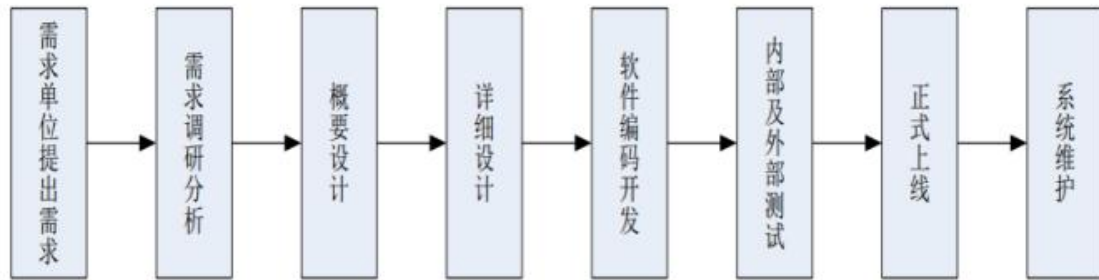 需求单位提出需求
需求调研分析
概要设计
详细设计
软件编码开发
内部及外部测试
正式上线
系统维护